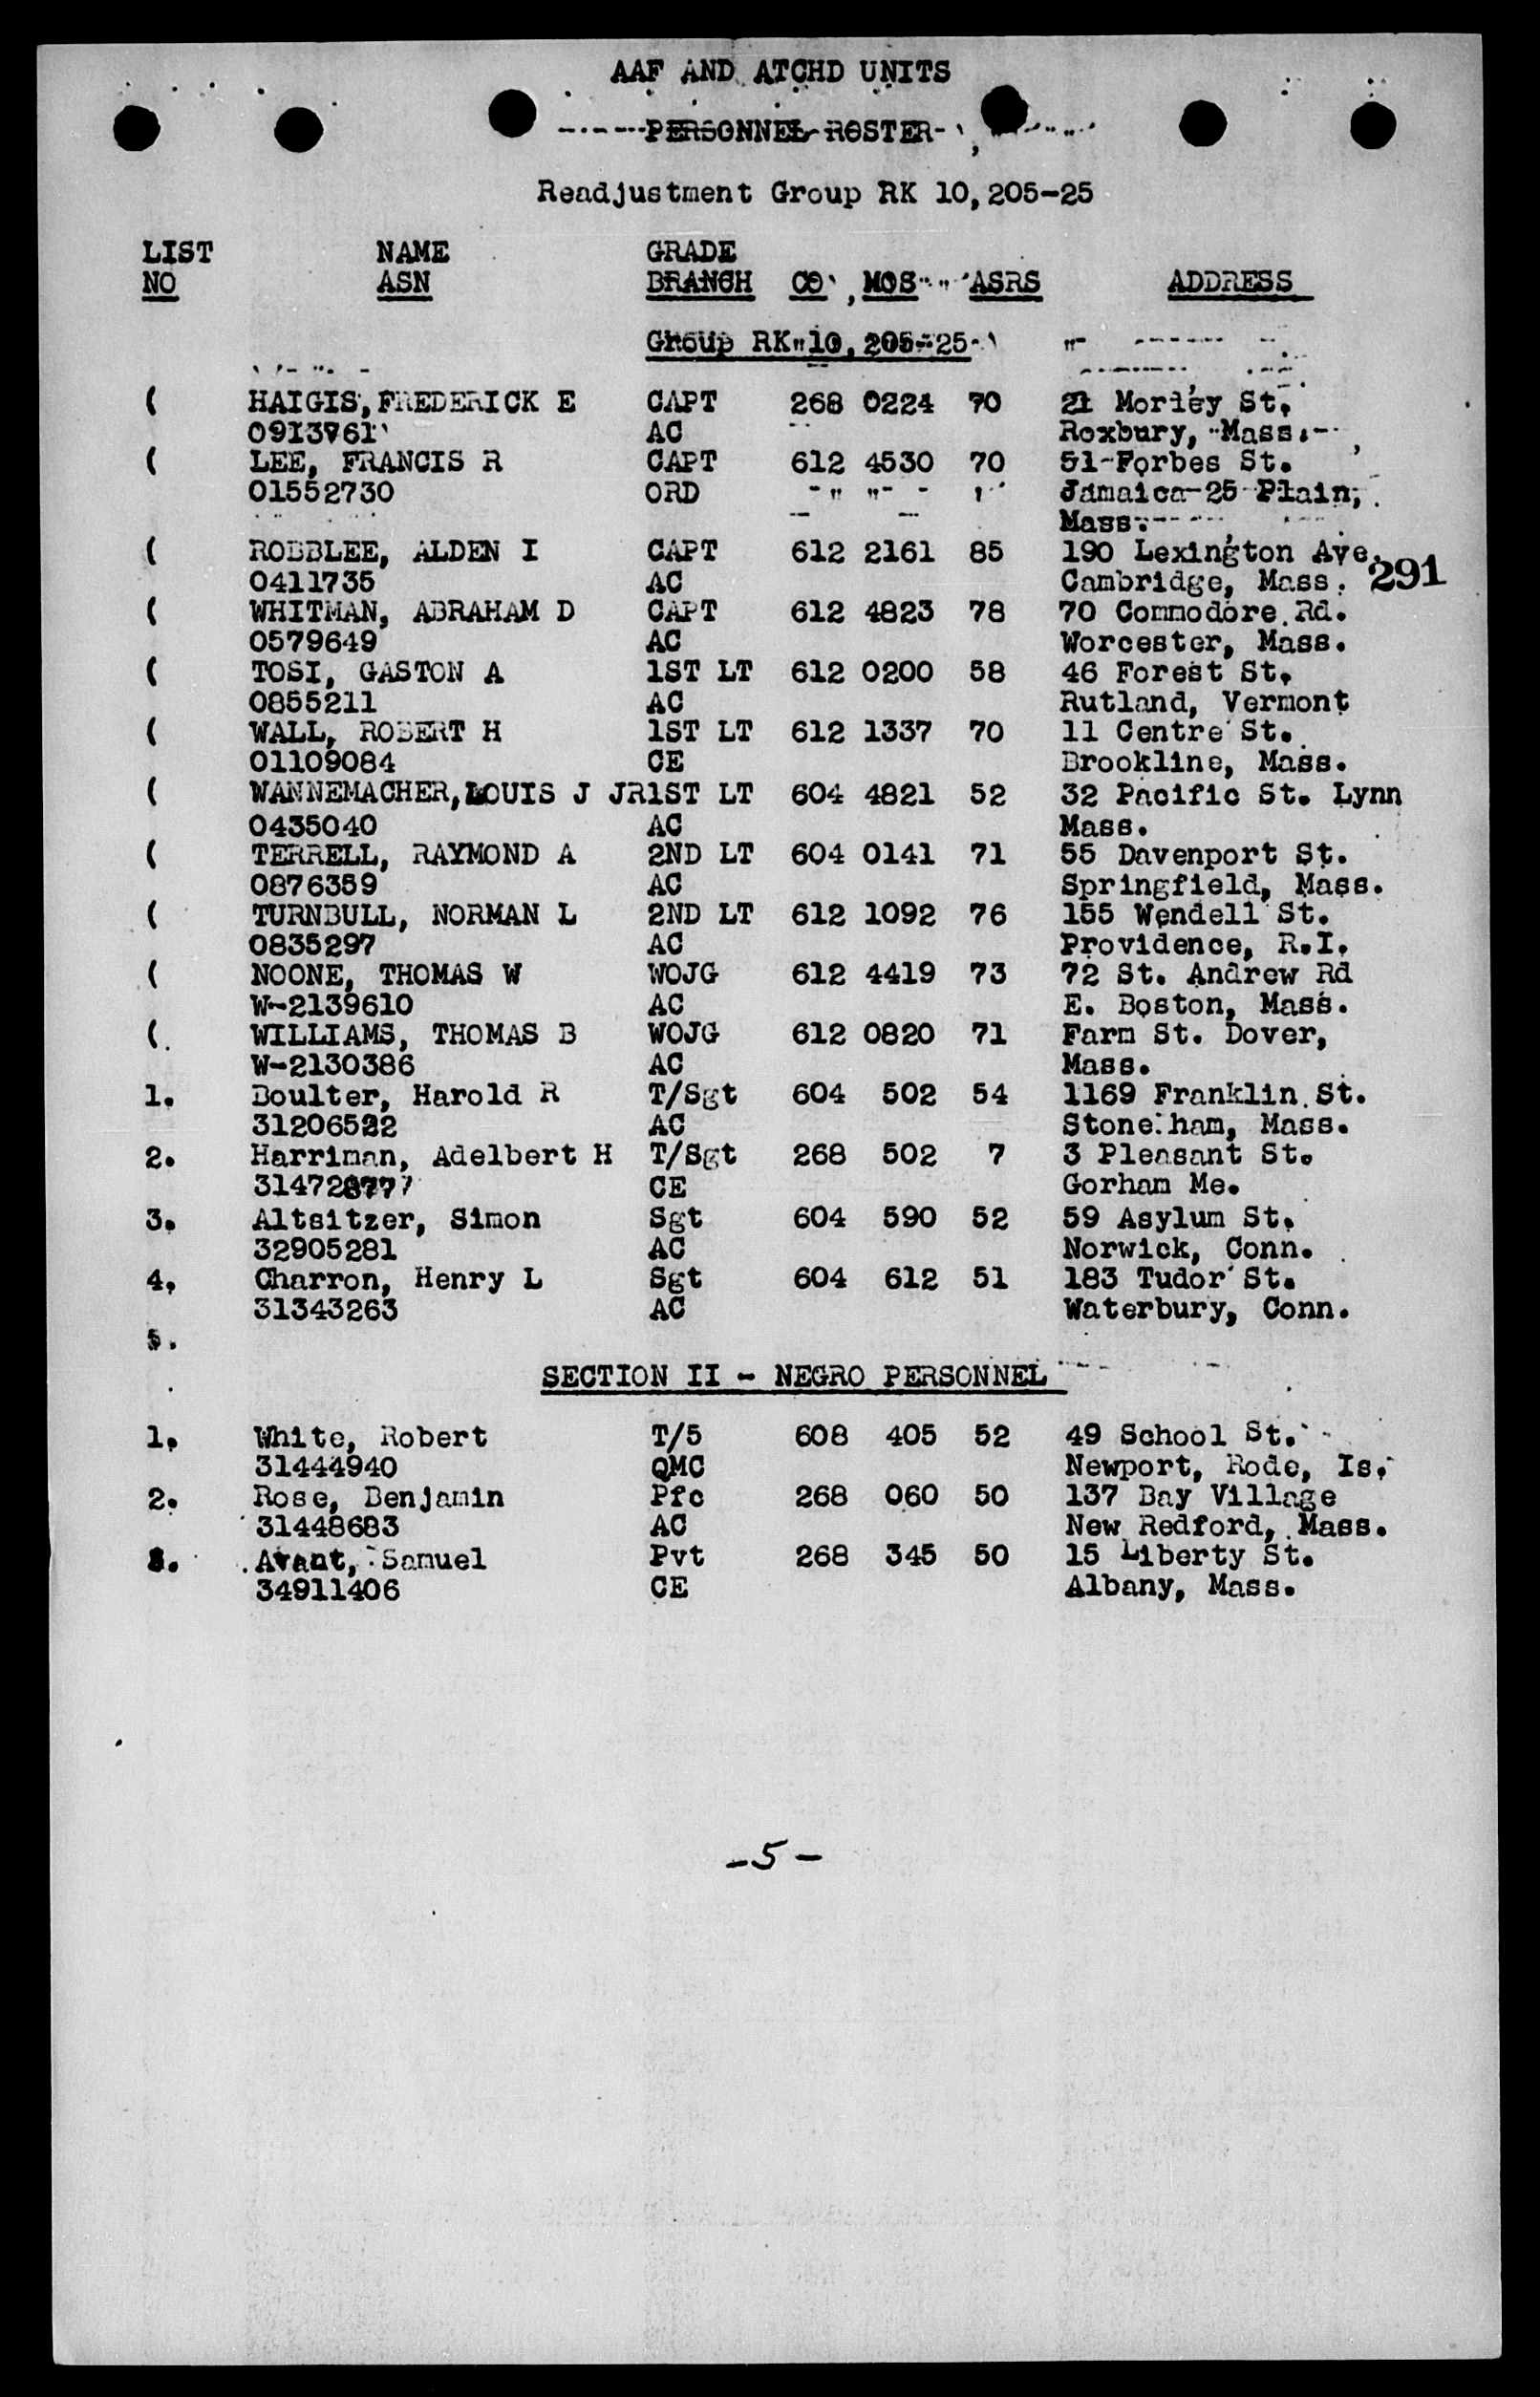 AAF AND ATCHD UNITS
PERSONNEL ROSTER
Readjustment Group RK 10,205-25
LIST NAME GRADE
NO ASN BRANCH CO MOS ASRS ADDRESS
Group RK 10,205-25
( HAIGIS, FREDERICK E CAPT 268 0224 70 21 Morley St.
0913761 AC Roxbury, Mass.
( LEE, FRANCIS R CAPT 612 4530 70 51 Forbes St.
01552730 ORD Jamaica 25 Plain,
Mass.
( ROBBLEE, ALDEN I CAPT 612 2161 85 190 Lexington Ave.
0411735 AC Cambridge, Mass. 291
( WHITMAN, ABRAHAM D CAPT 612 4823 78 70 Commodore Rd.
0579649 AC Worcester, Mass.
( TOSI, GASTON A 1ST LT 612 0200 58 46 Forest St.
0855211 AC Rutland, Vermont
( WALL, ROBERT H 1ST LT 612 1337 70 11 Centre St.
01109084 CE Brookline, Mass.
( WANNEMACHER, LOUIS J JR 1ST LT 604 4821 52 32 Pacific St. Lynn
0435040 AC Mass.
( TERRELL, RAYMOND A 2ND LT 604 0141 71 55 Davenport St.
0876359 AC Springfield, Mass.
( TURNBULL, NORMAN L 2ND LT 612 1092 76 155 Wendell St.
0835297 AC Providence, R.I.
( NOONE, THOMAS W WOJG 612 4419 73 72 St. Andrew Rd
W-2139610 AC E. Boston, Mass.
( WILLIAMS, THOMAS B WOJG 612 0820 71 Farm St. Dover,
W-2130386 AC Mass.
1. Boulter, Harold R T/Sgt 604 502 54 1169 Franklin St.
31206522 AC Stone ham, Mass.
2. Harriman, Adelbert H T/Sgt 268 502 7 3 Pleasant St.
CE Gorham Me.
3. Altsitzer, Simon Sgt 604 590 52 59 Asylum St.
32905281 AC Norwick, Conn.
4. Charron, Henry L Sgt 604 612 51 183 Tudor St.
31343263 AC Waterbury, Conn.
5.
SECTION II - NEGRO PERSONNEL
1. White, Robert T/5 608 405 52 49 School St.
31444940 QMC Newport, Rode, Is.
2. Rose, Benjamin Pfc 268 060 50 137 Bay Village
31448683 AC New Redford, Mass.
3. Avant, Samuel Pvt 268 345 50 15 Liberty St.
34911406 CE Albany, Mass.
-5-